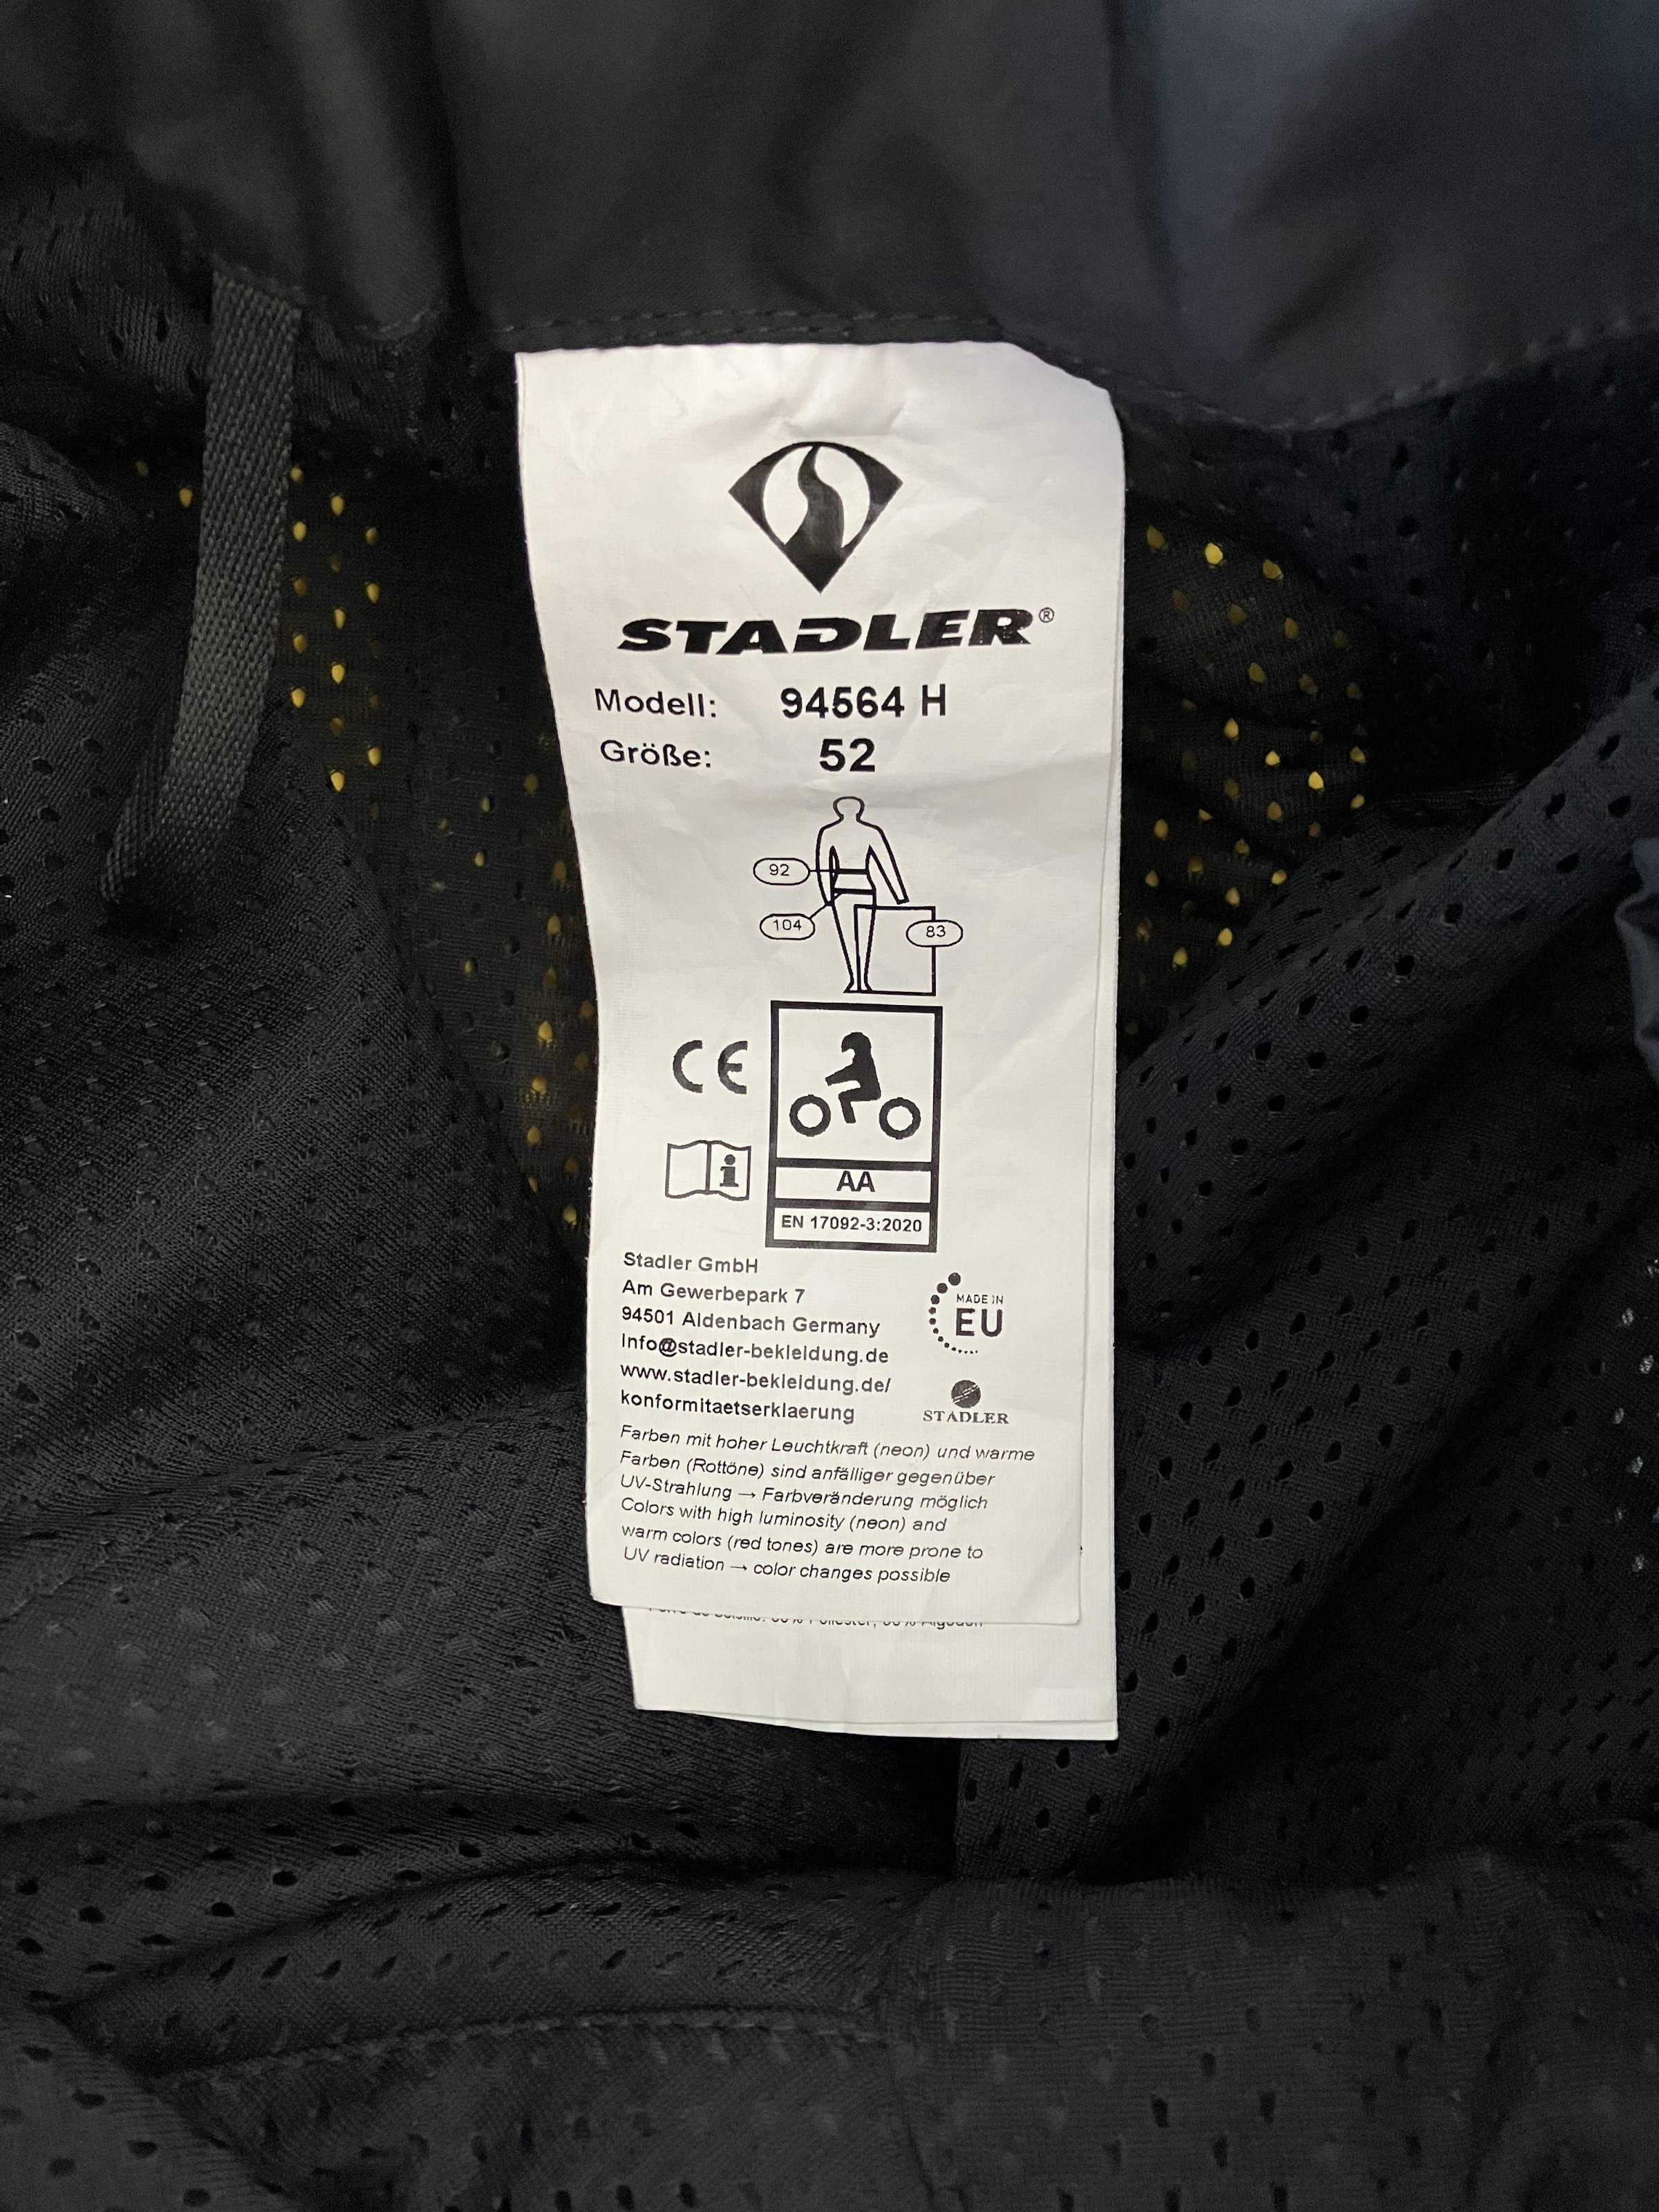 STADLER®
Modell: 94564 H
Größe: 52
92
104
83
CE
i
AA
EN 17092-3:2020
Stadler GmbH
Am Gewerbepark 7
94501 Aidenbach Germany
info@stadler-bekleidung.de
www.stadler-bekleidung.de/
konformitaetserklaerung
MADE IN
EU
STADLER
Farben mit hoher Leuchtkraft (neon) und warme
Farben (Rottöne) sind anfälliger gegenüber
UV-Strahlung → Farbveränderung möglich
Colors with high luminosity (neon) and
warm colors (red tones) are more prone to
UV radiation → color changes possible